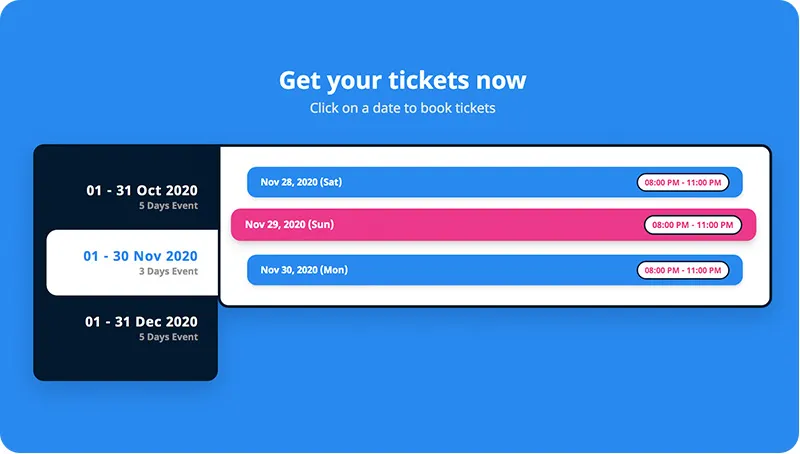 Get your tickets now
Click on a date to book tickets
01 - 31 Oct 2020
5 Days Event
01 - 30 Nov 2020
3 Days Event
01 - 31 Dec 2020
5 Days Event
Nov 28, 2020 (Sat) 08:00 PM - 11:00 PM
Nov 29, 2020 (Sun) 08:00 PM - 11:00 PM
Nov 30, 2020 (Mon) 08:00 PM - 11:00 PM